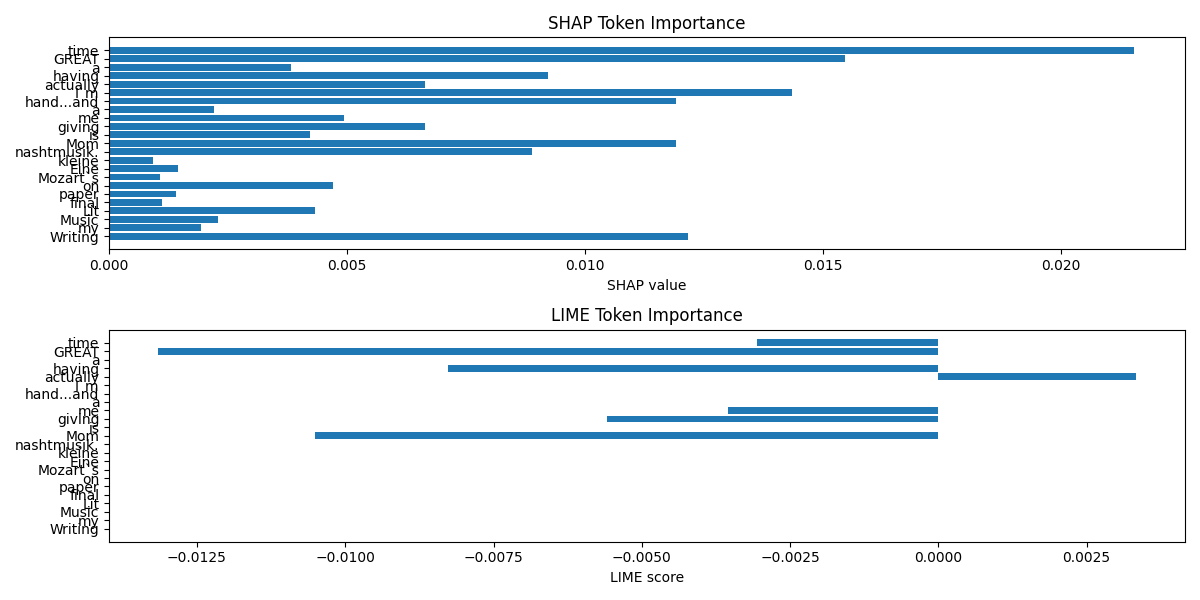 SHAP Token Importance
time
GREAT
a
having
actually
I`m
hand...and
a
me
giving
is
Mom
nashtmusik.
kleine
Eine
Mozart`s
on
paper
final
Lit
Music
my
Writing
0.000 0.005 0.010 0.015 0.020
SHAP value
LIME Token Importance
time
GREAT
a
having
actually
I`m
hand...and
a
me
giving
is
Mom
nashtmusik.
kleine
Eine
Mozart`s
on
paper
final
Lit
Music
my
Writing
−0.0125 −0.0100 −0.0075 −0.0050 −0.0025 0.0000 0.0025
LIME score